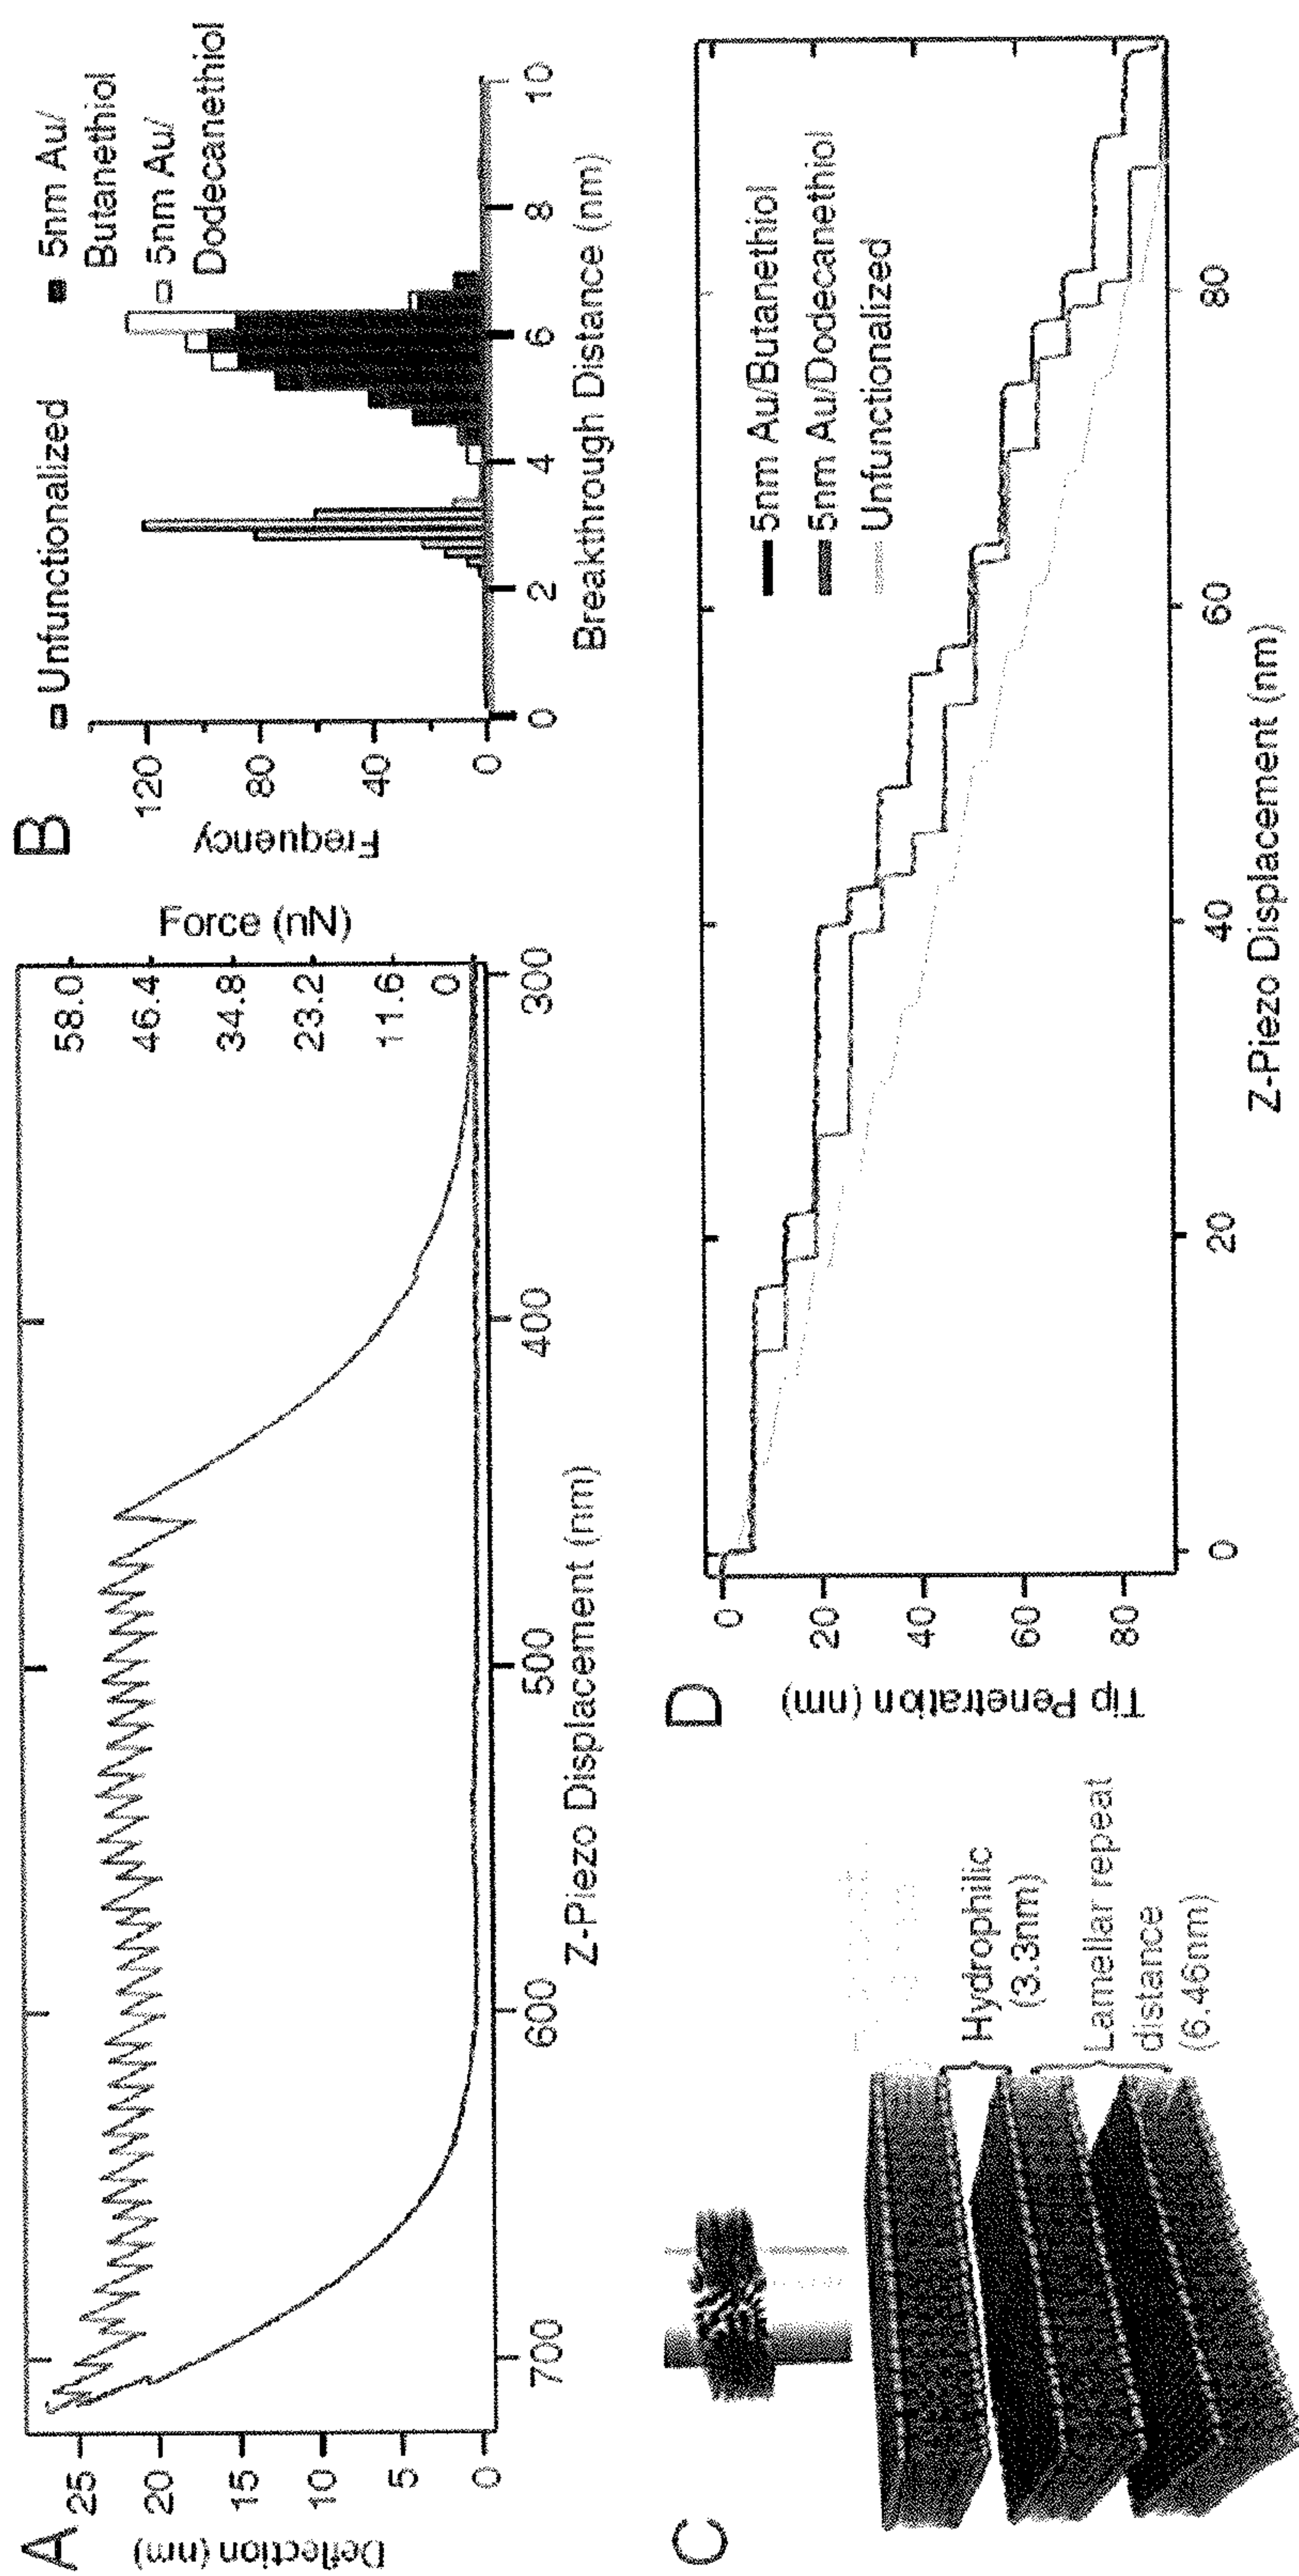 A
Deflection (nm)
25
20
15
10
5
0
700
600
500
400
300
Z-Piezo Displacement (nm)
Force (nN)
58.0
46.4
34.8
23.2
11.6
0
B
Unfunctionalized
5nm Au/
Butanethiol
5nm Au/
Dodecanethiol
Frequency
120
80
40
0
0
2
4
6
8
10
Breakthrough Distance (nm)
C
Hydrophilic
(3.3nm)
Lamellar repeat
distance
(6.46nm)
D
Tip Penetration (nm)
0
20
40
60
80
5nm Au/Butanethiol
5nm Au/Dodecanethiol
Unfunctionalized
0
20
40
60
80
Z-Piezo Displacement (nm)